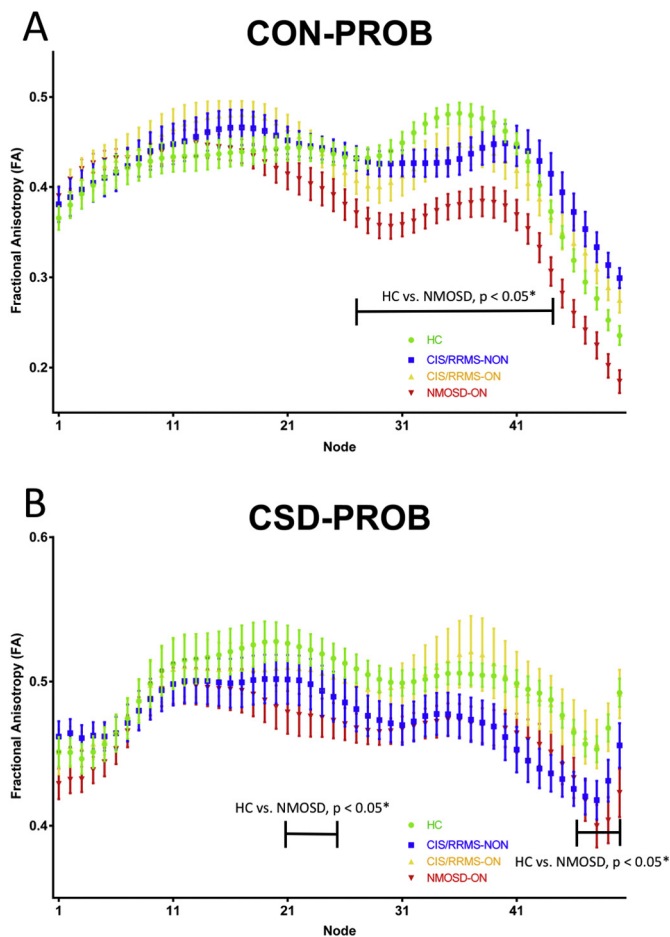 A
CON-PROB
0.5
0.4
0.3
0.2
Fractional Anisotropy (FA)
HC vs. NMOSD, p < 0.05*
HC
CIS/RRMS-NON
CIS/RRMS-ON
NMOSD-ON
1 11 21 31 41
Node
B
CSD-PROB
0.6
0.5
0.4
Fractional Anisotropy (FA)
HC vs. NMOSD, p < 0.05*
HC
CIS/RRMS-NON
CIS/RRMS-ON
NMOSD-ON
HC vs. NMOSD, p < 0.05*
1 11 21 31 41
Node